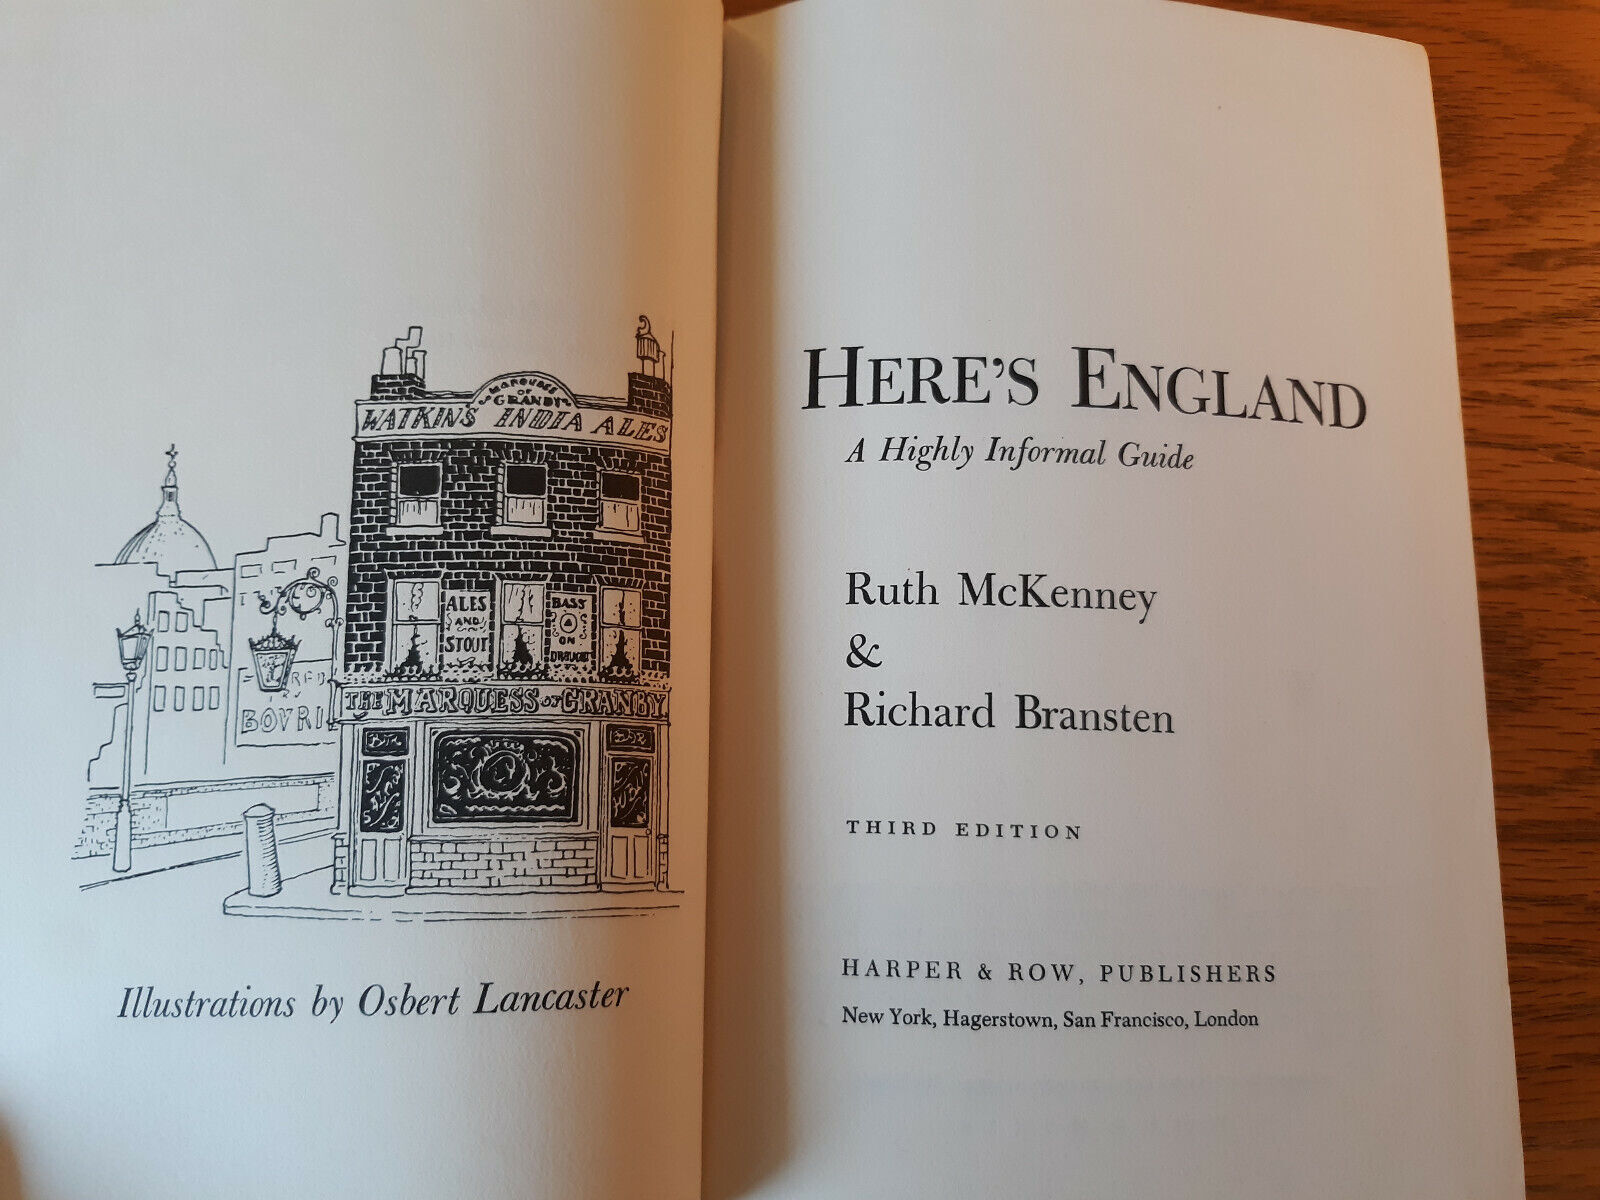 MARQUESS
OF
GRANBY
WATKINS INDIA ALES
ALES
AND
STOUT
BASS
ON
DRAUGHT
BOVRIL
THE MARQUESS OF GRANBY
Illustrations by Osbert Lancaster
HERE'S ENGLAND
A Highly Informal Guide
Ruth McKenney
&
Richard Bransten
THIRD EDITION
HARPER & ROW, PUBLISHERS
New York, Hagerstown, San Francisco, London